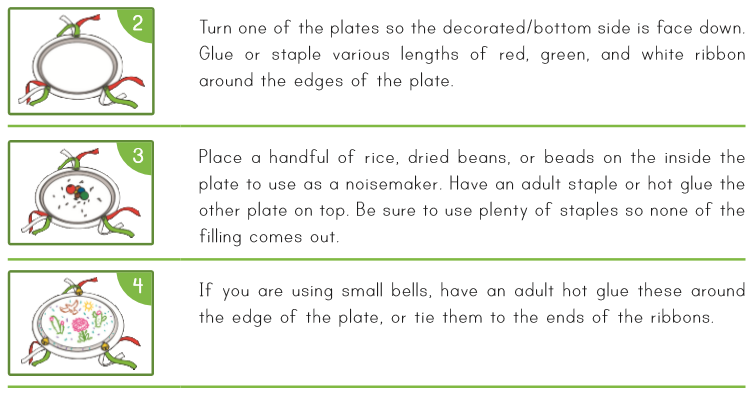 2
Turn one of the plates so the decorated/bottom side is face down.
Glue or staple various lengths of red, green, and white ribbon
around the edges of the plate.
3
Place a handful of rice, dried beans, or beads on the inside the
plate to use as a noisemaker. Have an adult staple or hot glue the
other plate on top. Be sure to use plenty of staples so none of the
filling comes out.
4
If you are using small bells, have an adult hot glue these around
the edge of the plate, or tie them to the ends of the ribbons.